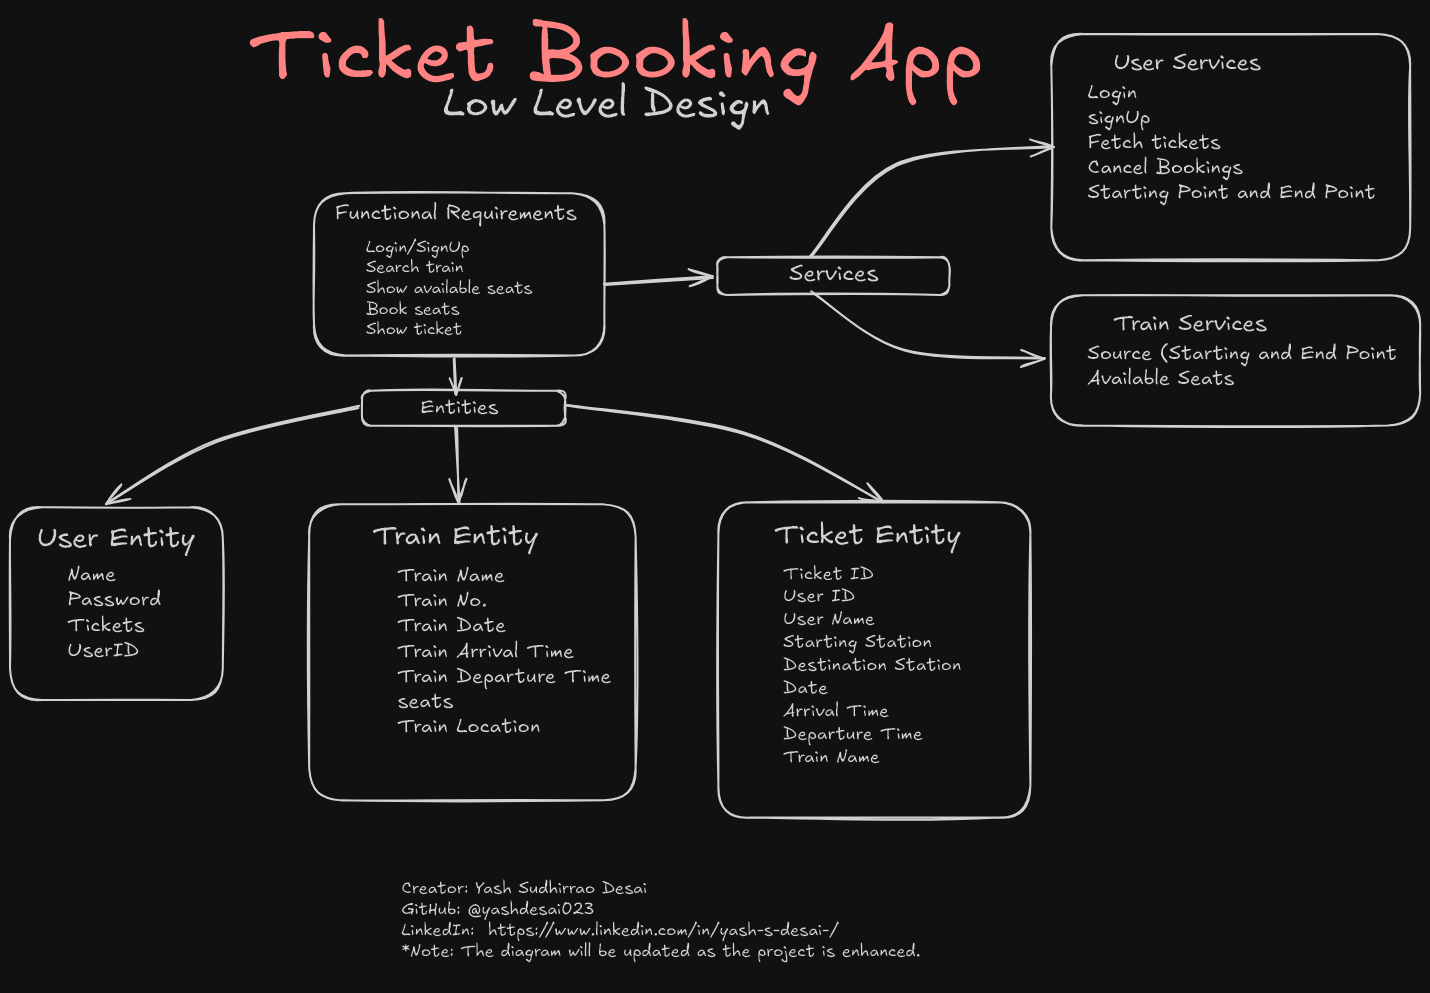 Ticket Booking App
Low Level Design
Functional Requirements
Login/SignUp
Search train
Show available seats
Book seats
Show ticket
Services
User Services
Login
signUp
Fetch tickets
Cancel Bookings
Starting Point and End Point
Train Services
Source (Starting and End Point
Available Seats
Entities
User Entity
Name
Password
Tickets
UserID
Train Entity
Train Name
Train No.
Train Date
Train Arrival Time
Train Departure Time
seats
Train Location
Ticket Entity
Ticket ID
User ID
User Name
Starting Station
Destination Station
Date
Arrival Time
Departure Time
Train Name
Creator: Yash Sudhirrao Desai
GitHub: @yashdesai023
LinkedIn:  https://www.linkedin.com/in/yash-s-desai-/
*Note: The diagram will be updated as the project is enhanced.